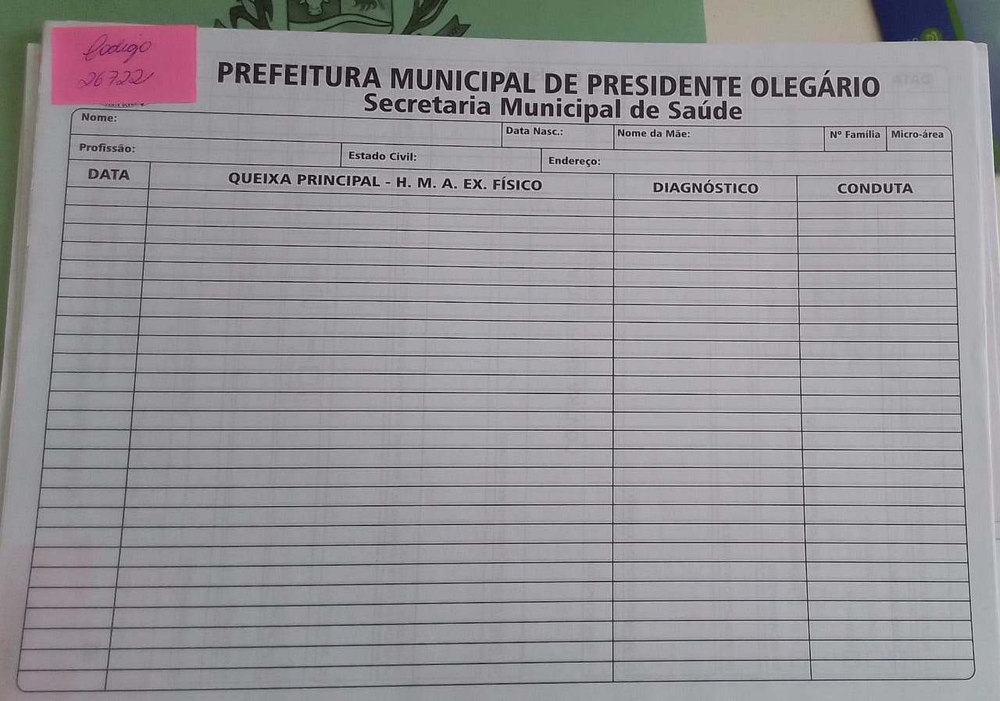 Codigo
26722
PREFEITURA MUNICIPAL DE PRESIDENTE OLEGÁRIO
Secretaria Municipal de Saúde
Nome: Data Nasc.: Nome da Mãe: Nº Família Micro-área
Profissão: Estado Civil: Endereço:
DATA QUEIXA PRINCIPAL - H. M. A. EX. FÍSICO DIAGNÓSTICO CONDUTA